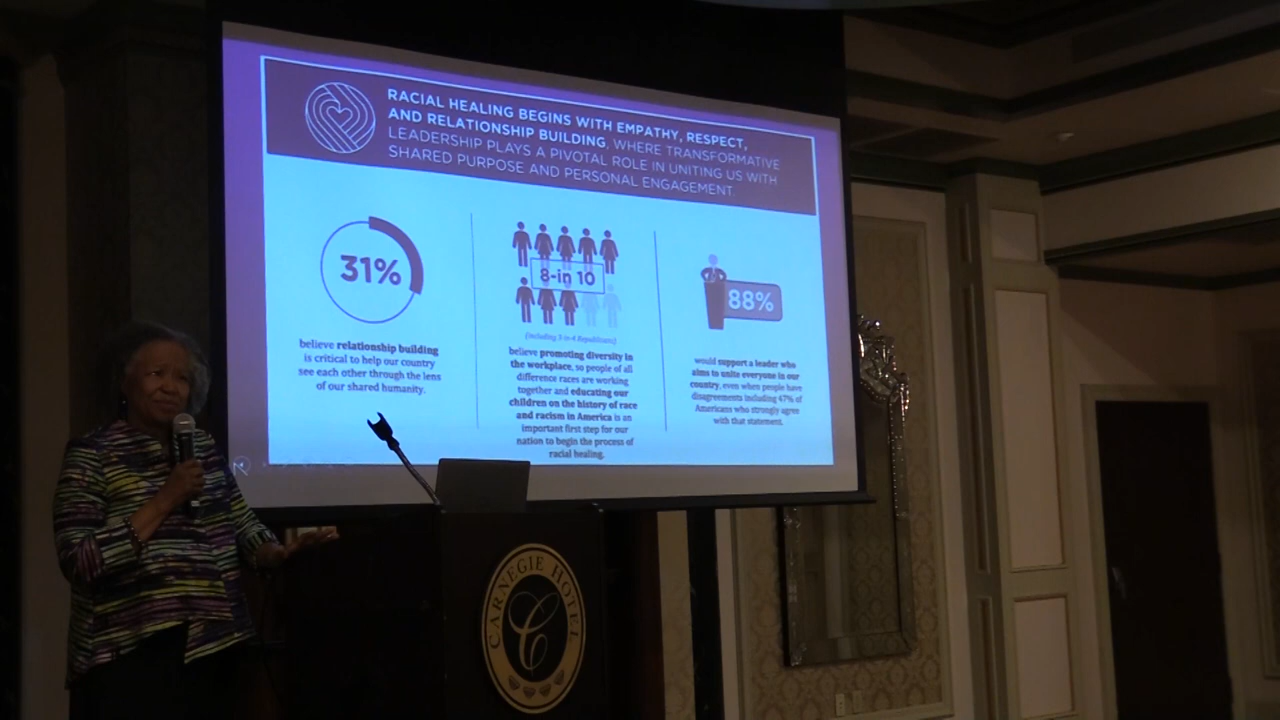 RACIAL HEALING BEGINS WITH EMPATHY, RESPECT,
AND RELATIONSHIP BUILDING, WHERE TRANSFORMATIVE
LEADERSHIP PLAYS A PIVOTAL ROLE IN UNITING US WITH
SHARED PURPOSE AND PERSONAL ENGAGEMENT.
31%
believe relationship building
is critical to help our country
see each other through the lens
of our shared humanity.
8-in 10
(including 3-in-4 Republicans)
believe promoting diversity in
the workplace, so people of all
difference races are working
together and educating our
children on the history of race
and racism in America is an
important first step for our
nation to begin the process of
racial healing.
88%
would support a leader who
aims to unite everyone in our
country, even when people have
disagreements including 67% of
Americans who strongly agree
with that statement.
CARNEGIE HOTEL
C